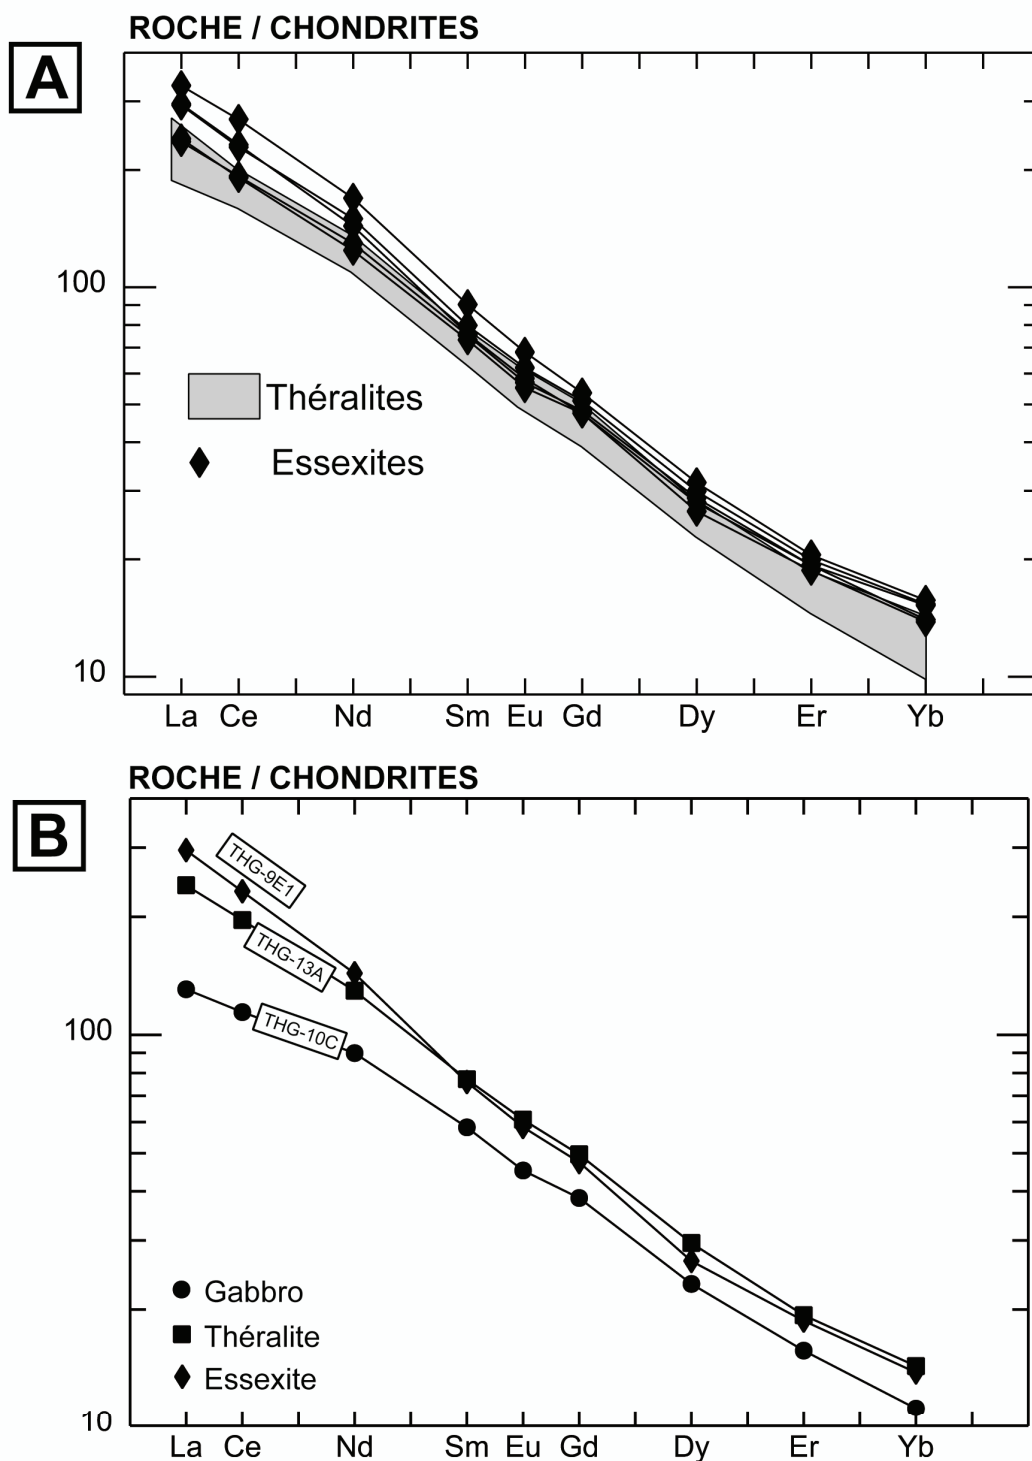 ROCHE / CHONDRITES
A
100
Théralites
Essexites
10
La Ce Nd Sm Eu Gd Dy Er Yb
ROCHE / CHONDRITES
B
THG-9E1
THG-13A
100
THG-10C
Gabbro
Théralite
Essexite
10
La Ce Nd Sm Eu Gd Dy Er Yb